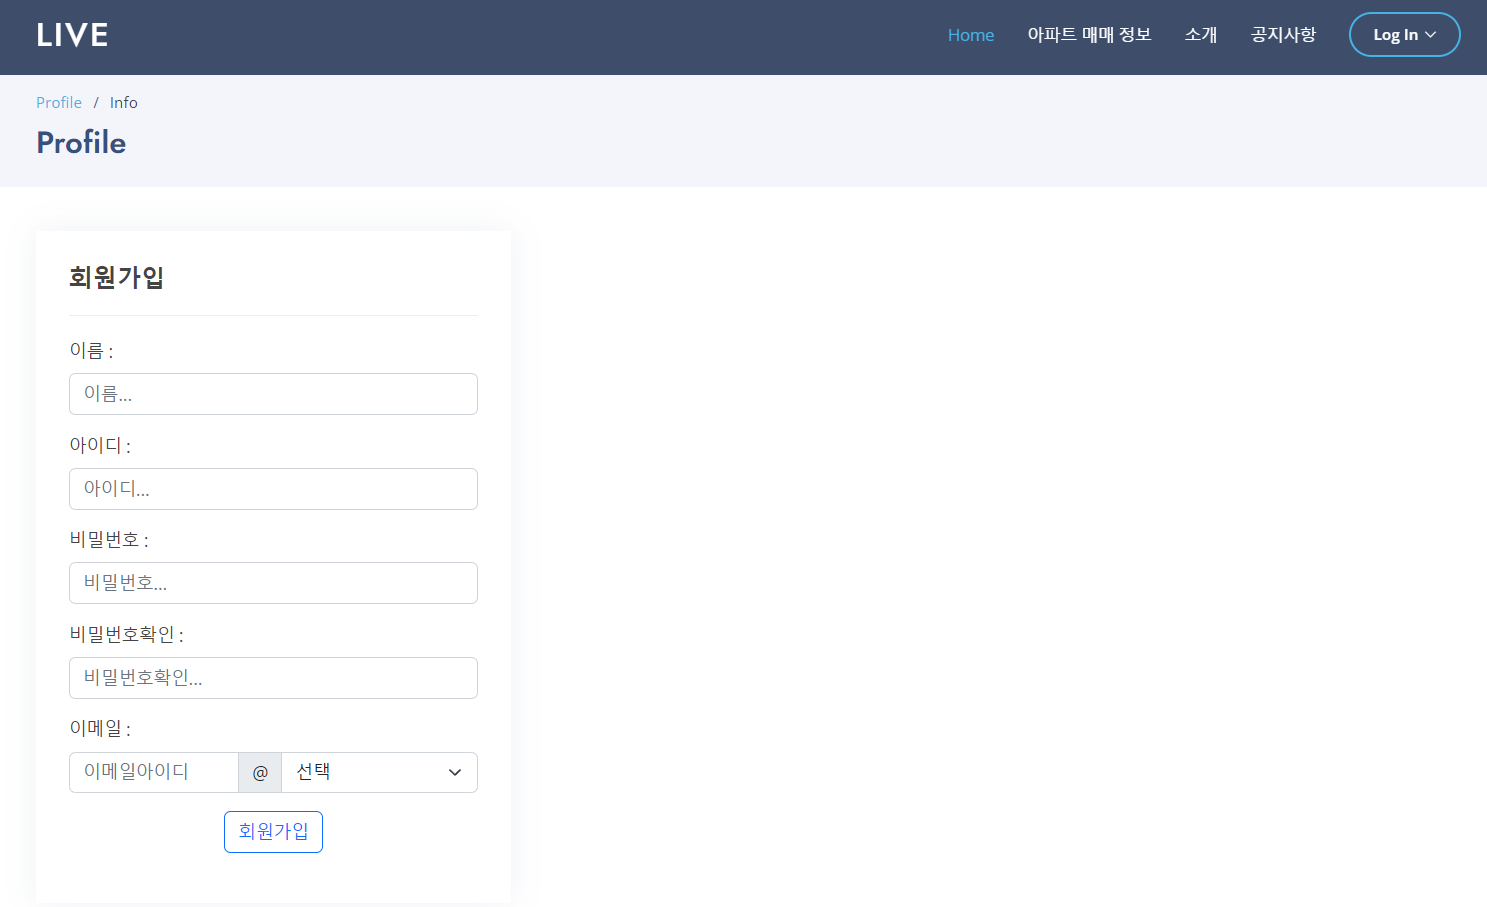 LIVE
Home 아파트 매매 정보 소개 공지사항 Log In
Profile / Info
Profile
회원가입
이름 :
이름...
아이디 :
아이디...
비밀번호 :
비밀번호...
비밀번호확인 :
비밀번호확인...
이메일 :
이메일아이디 @ 선택
회원가입